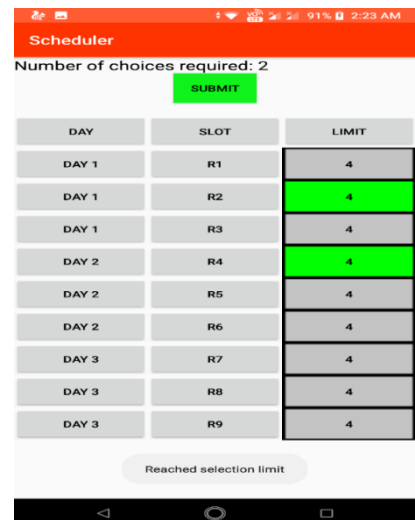 91% 2:23 AM
Scheduler
Number of choices required: 2
SUBMIT
DAY SLOT LIMIT
DAY 1 R1 4
DAY 1 R2 4
DAY 1 R3 4
DAY 2 R4 4
DAY 2 R5 4
DAY 2 R6 4
DAY 3 R7 4
DAY 3 R8 4
DAY 3 R9 4
Reached selection limit